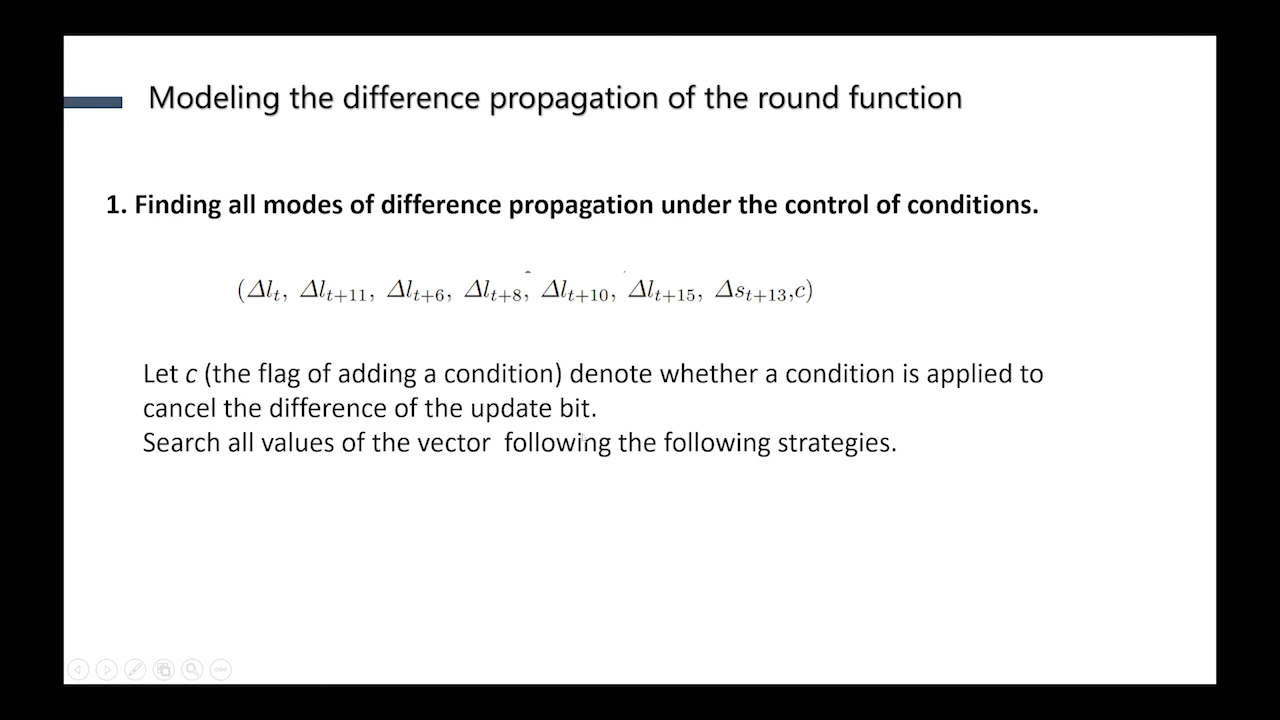 Modeling the difference propagation of the round function
1. Finding all modes of difference propagation under the control of conditions.
(Δl_t, Δl_{t+11}, Δl_{t+6}, Δl_{t+8}, Δl_{t+10}, Δl_{t+15}, Δs_{t+13},c)
Let c (the flag of adding a condition) denote whether a condition is applied to
cancel the difference of the update bit.
Search all values of the vector following the following strategies.